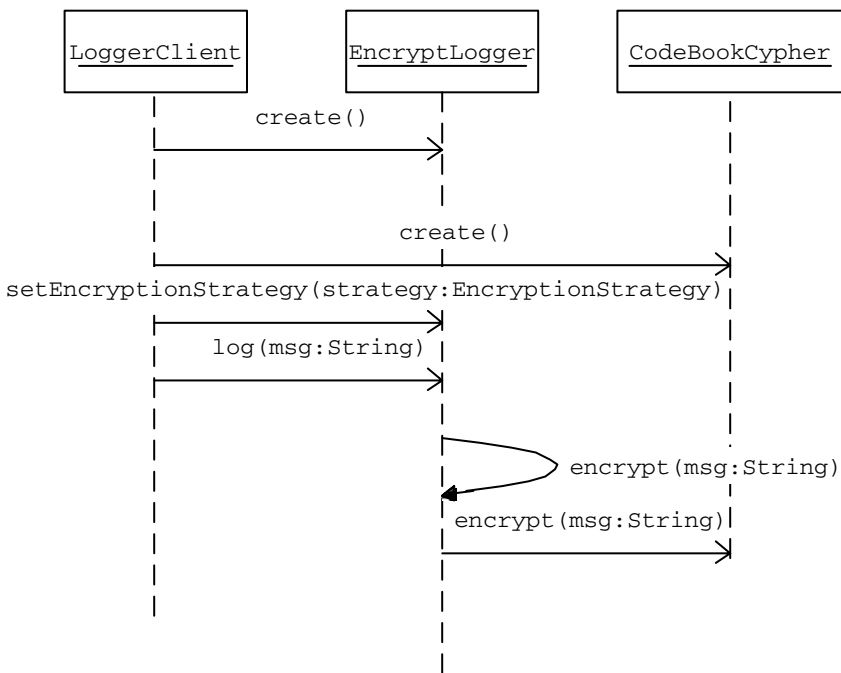 LoggerClient
EncryptLogger
CodeBookCypher
create()
create()
setEncryptionStrategy(strategy:EncryptionStrategy)
log(msg:String)
encrypt(msg:String)
encrypt(msg:String)